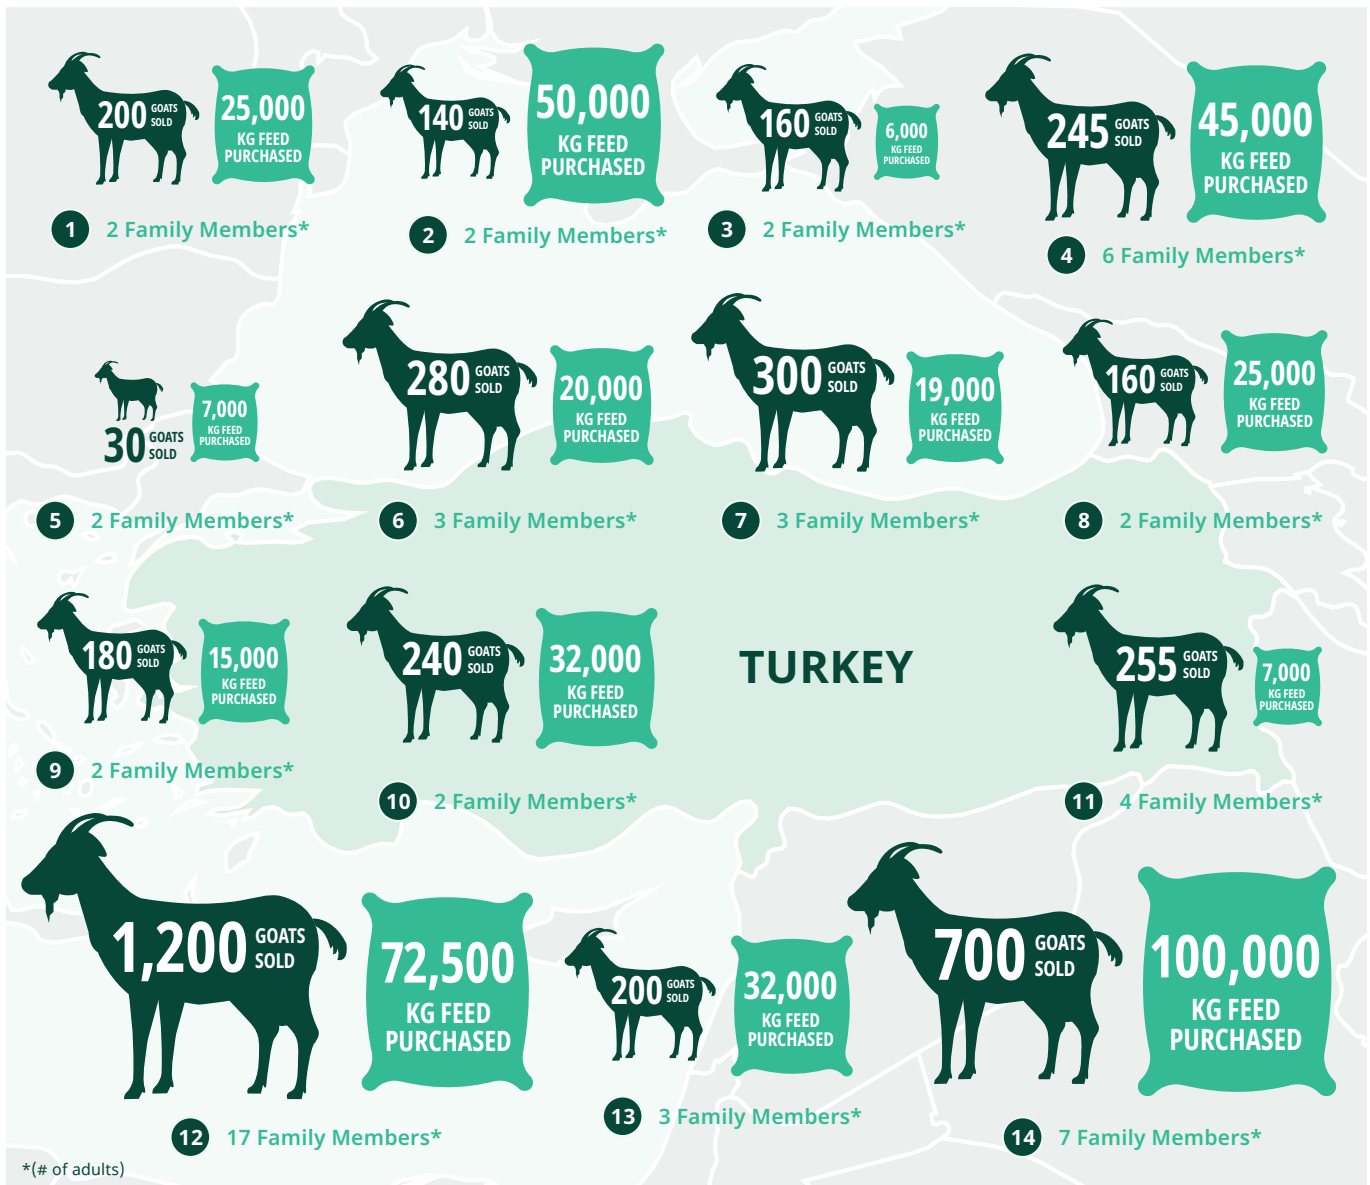 200 GOATS SOLD
25,000
KG FEED
PURCHASED
1 2 Family Members*
140 GOATS SOLD
50,000
KG FEED
PURCHASED
2 2 Family Members*
160 GOATS SOLD
6,000
KG FEED
PURCHASED
3 2 Family Members*
245 GOATS SOLD
45,000
KG FEED
PURCHASED
4 6 Family Members*
30 GOATS SOLD
7,000
KG FEED
PURCHASED
5 2 Family Members*
280 GOATS SOLD
20,000
KG FEED
PURCHASED
6 3 Family Members*
300 GOATS SOLD
19,000
KG FEED
PURCHASED
7 3 Family Members*
160 GOATS SOLD
25,000
KG FEED
PURCHASED
8 2 Family Members*
180 GOATS SOLD
15,000
KG FEED
PURCHASED
9 2 Family Members*
240 GOATS SOLD
32,000
KG FEED
PURCHASED
10 2 Family Members*
TURKEY
255 GOATS SOLD
7,000
KG FEED
PURCHASED
11 4 Family Members*
1,200 GOATS SOLD
72,500
KG FEED
PURCHASED
12 17 Family Members*
200 GOATS SOLD
32,000
KG FEED
PURCHASED
13 3 Family Members*
700 GOATS SOLD
100,000
KG FEED
PURCHASED
14 7 Family Members*
*(# of adults)